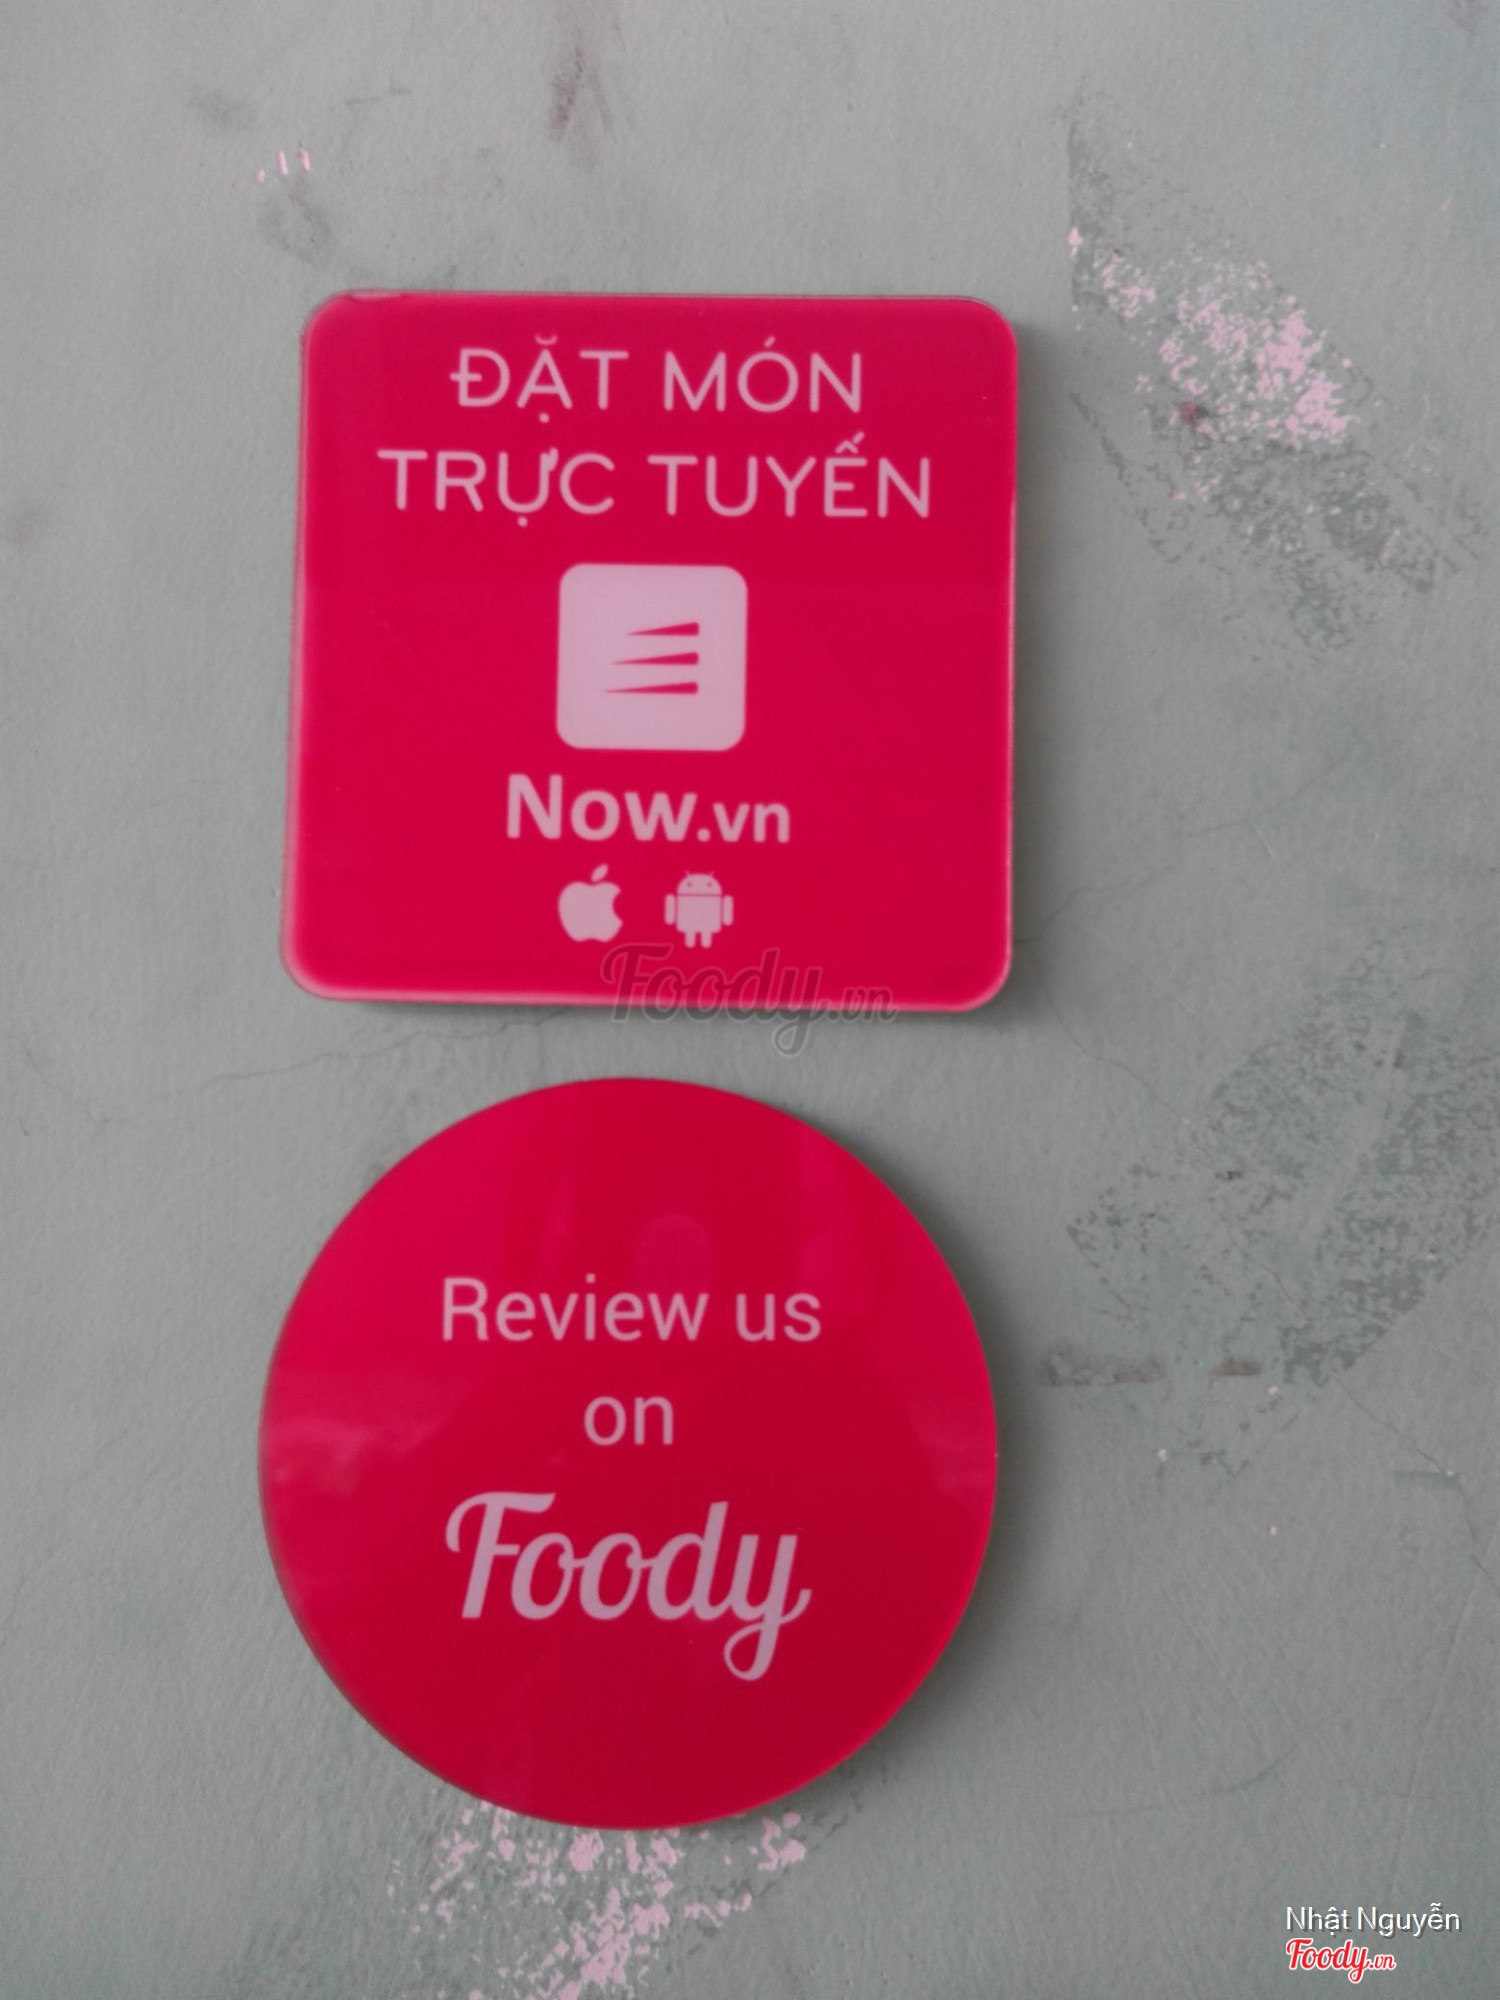 ĐẶT MÓN
TRỰC TUYẾN
Now.vn
Foody.vn
Review us
on
Foody
Nhật Nguyễn
Foody.vn